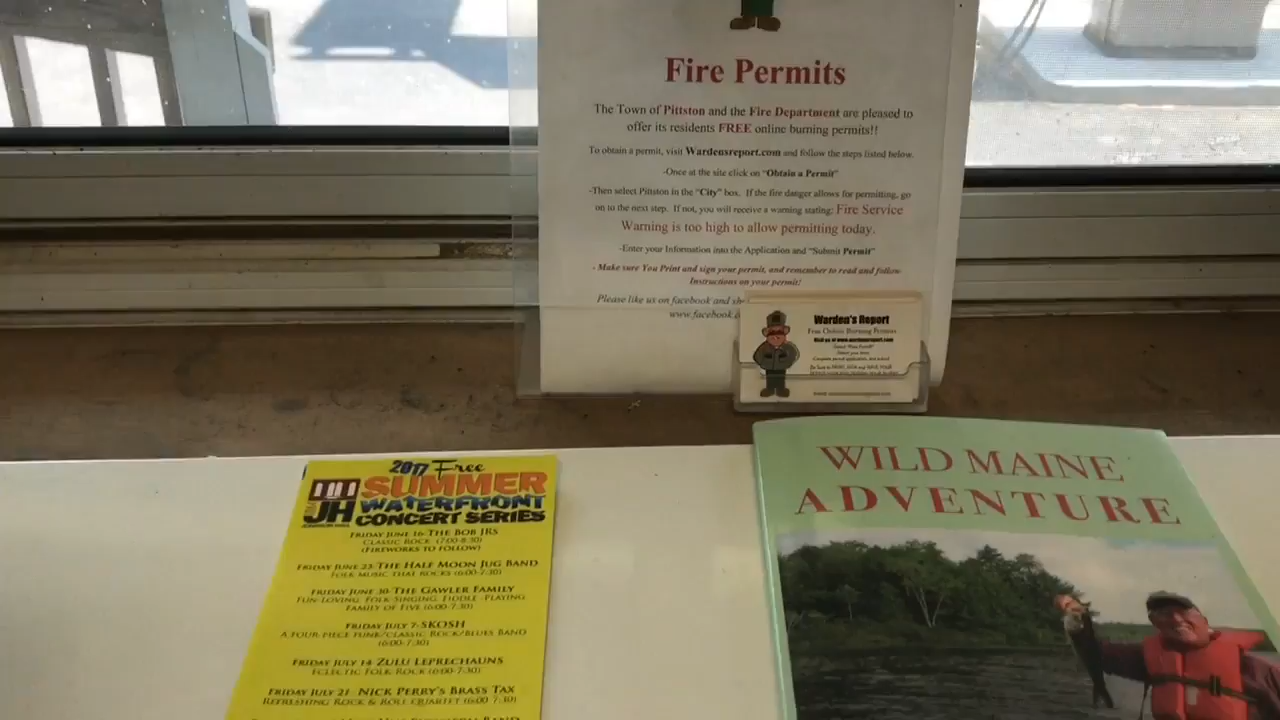 Fire Permits
The Town of Pittston and the Fire Department are pleased to
offer its residents FREE online burning permits!!
To obtain a permit, visit Wardensreport.com and follow the steps listed below.
-Once at the site click on "Obtain a Permit"
-Then select Pittston in the "City" box. If the fire danger allows for permitting, go
on to the next step. If not, you will receive a warning stating: Fire Service
Warning is too high to allow permitting today.
-Enter your Information into the Application and "Submit Permit"
- Make sure You Print and sign your permit, and remember to read and follow
Instructions on your permit!
Please like us on facebook and
www.facebook.
Warden's Report
Free Online Burning Permits
Visit us at www.wardensreport.com
WILD MAINE
ADVENTURE
2017 Free
SUMMER
WATERFRONT
CONCERT SERIES
JH
FRIDAY JUNE 16-THE BOB JRS
CLASSIC ROCK (7:00-8:30)
(FIREWORKS TO FOLLOW)
FRIDAY JUNE 23-THE HALF MOON JUG BAND
FOLK MUSIC THAT ROCKS (6:00-7:30)
FRIDAY JUNE 30-THE GAWLER FAMILY
FUN-LOVING, FOLK-SINGING, FIDDLE-PLAYING
FAMILY OF FIVE (6:00-7:30)
FRIDAY JULY 7-SKOSH
A FOUR-PIECE FUNK/CLASSIC ROCK/BLUES BAND
(6:00-7:30)
FRIDAY JULY 14-ZULU LEPRECHAUNS
ECLECTIC FOLK ROCK (6:00-7:30)
FRIDAY JULY 21- NICK PERRY'S BRASS TAX
REFRESHING ROCK & ROLL QUARTET (6:00-7:30)